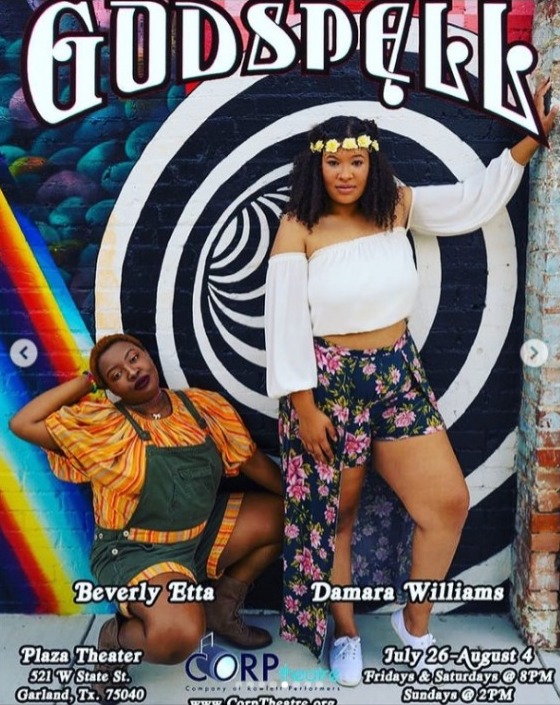 GODSPELL
Beverly Etta
Damara Williams
Plaza Theater
521 W State St.
Garland, Tx. 75040
CORP theatre
Company of Rowlett Performers
www.CorpTheatre.org
July 26-August 4
Fridays & Saturdays @ 8PM
Sundays @ 2PM